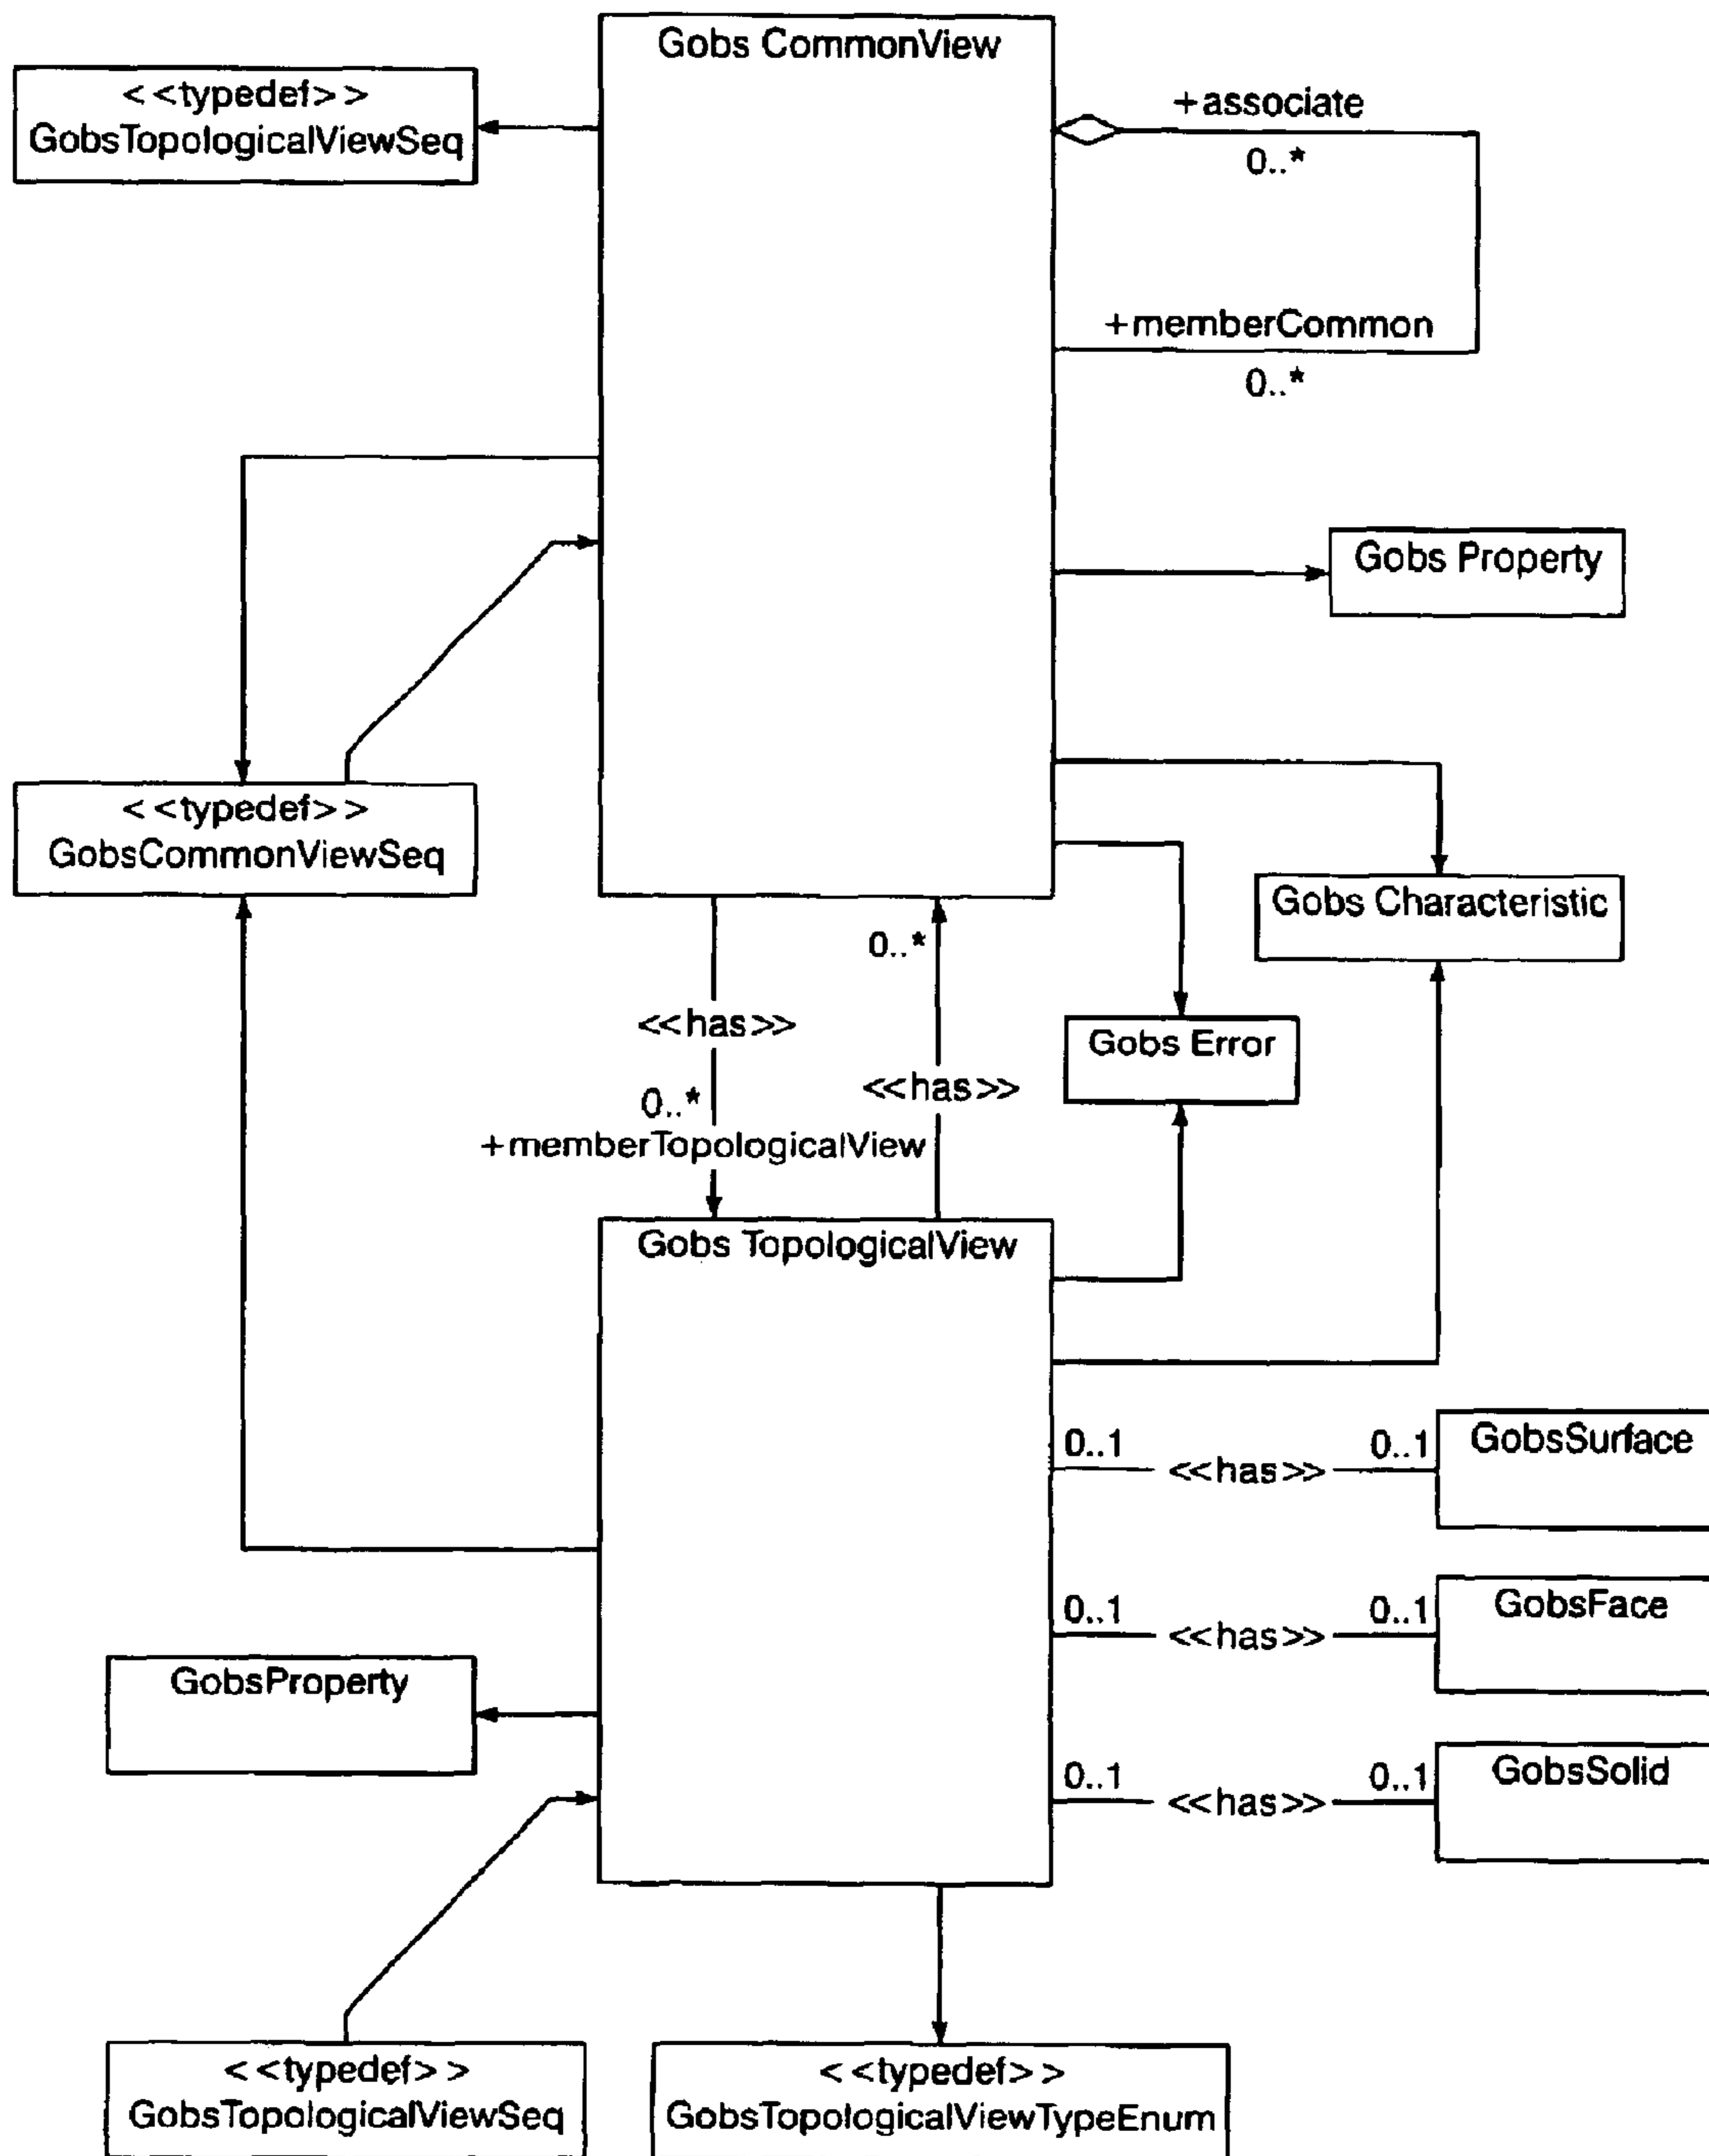 Gobs CommonView
<<typedef>>
GobsTopologicalViewSeq
+associate
0..*
+memberCommon
0..*
Gobs Property
<<typedef>>
GobsCommonViewSeq
Gobs Characteristic
0..*
<<has>>
Gobs Error
<<has>>
0..*
+memberTopologicalView
Gobs TopologicalView
0..1
<<has>>
0..1
GobsSurface
0..1
<<has>>
0..1
GobsFace
GobsProperty
0..1
<<has>>
0..1
GobsSolid
<<typedef>>
GobsTopologicalViewSeq
<<typedef>>
GobsTopologicalViewTypeEnum